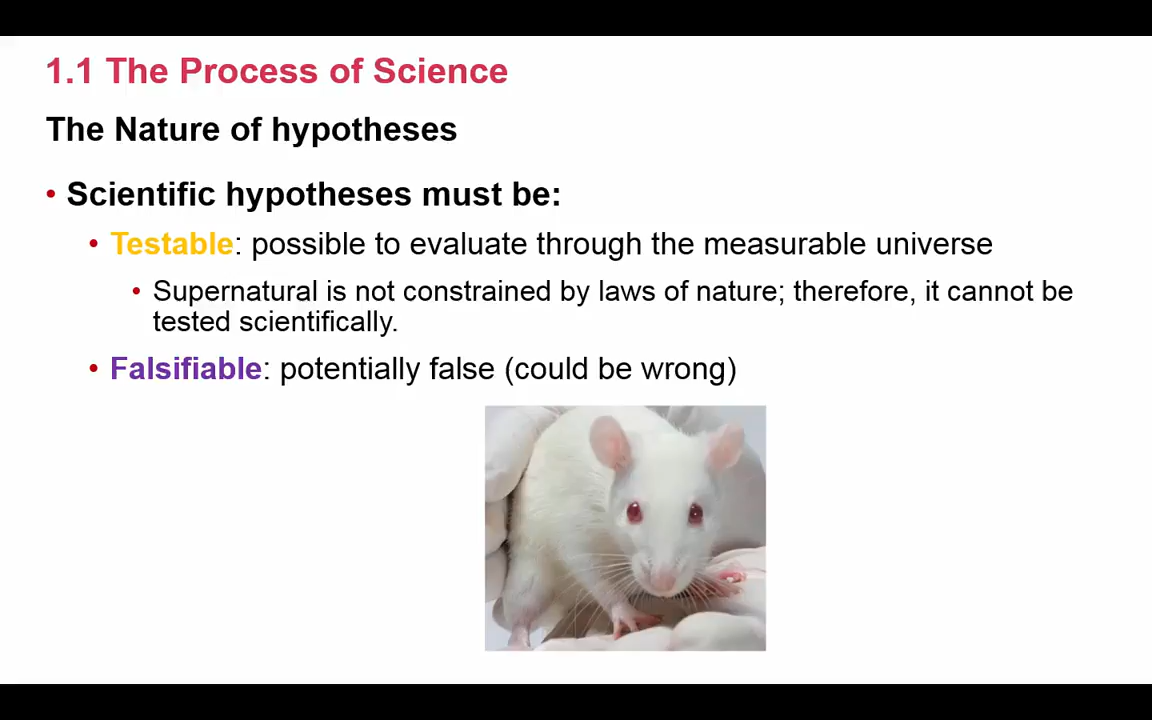 1.1 The Process of Science
The Nature of hypotheses
• Scientific hypotheses must be:
• Testable: possible to evaluate through the measurable universe
• Supernatural is not constrained by laws of nature; therefore, it cannot be
tested scientifically.
• Falsifiable: potentially false (could be wrong)